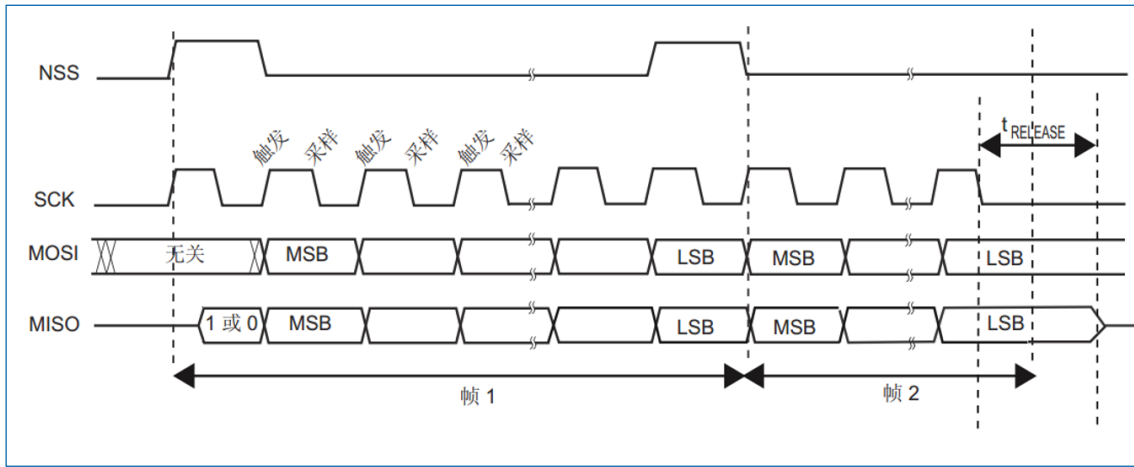 NSS
t RELEASE
触发 采样 触发 采样 触发 采样
SCK
MOSI 无关 MSB LSB MSB LSB
MISO 1 或 0 MSB LSB MSB LSB
帧 1 帧 2